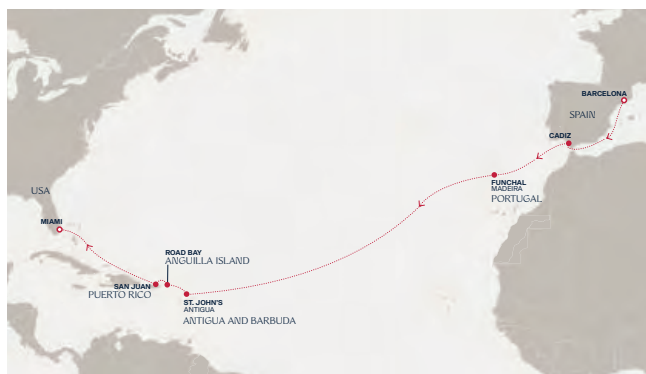 BARCELONA
SPAIN
CADIZ
FUNCHAL
MADEIRA
PORTUGAL
USA
MIAMI
ROAD BAY
ANGUILLA ISLAND
SAN JUAN
PUERTO RICO
ST. JOHN'S
ANTIGUA
ANTIGUA AND BARBUDA